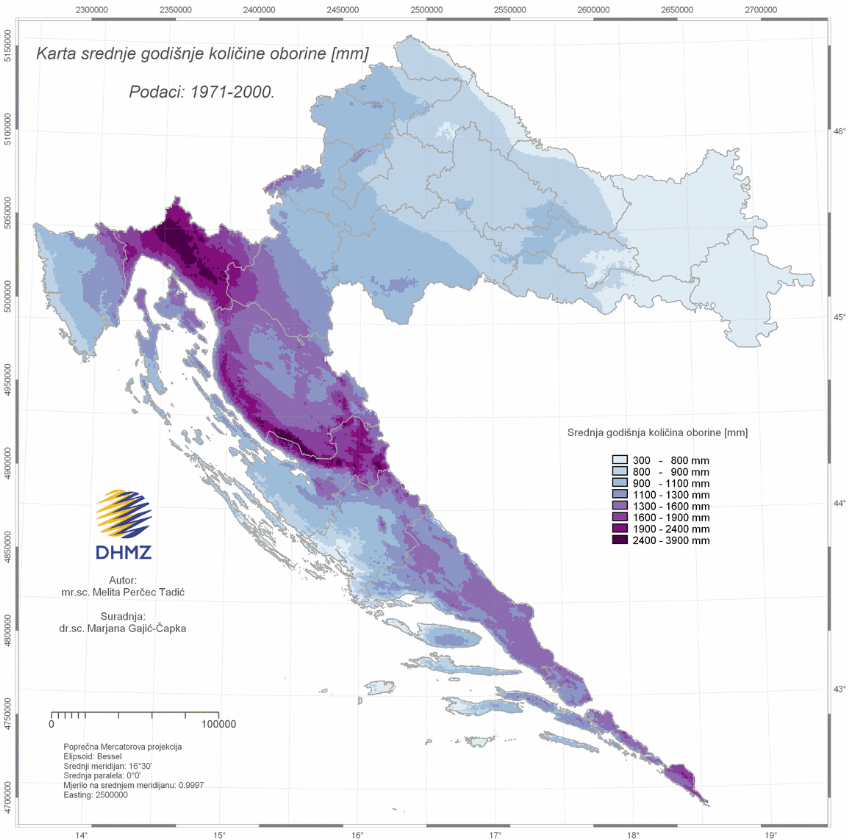 2300000 2350000 2400000 2450000 2500000 2550000 2600000 2650000 2700000
Karta srednje godišnje količine oborine [mm]
Podaci: 1971-2000.
5150000
5100000
5050000
5000000
4950000
4900000
4850000
4800000
4750000
4700000
46°
45°
44°
43°
Srednja godišnja količina oborine [mm]
300 - 800 mm
800 - 900 mm
900 - 1100 mm
1100 - 1300 mm
1300 - 1600 mm
1600 - 1900 mm
1900 - 2400 mm
2400 - 3900 mm
DHMZ
Autor:
mr.sc. Melita Perčec Tadić
Suradnja:
dr.sc. Marjana Gajić-Čapka
0 100000
Poprečna Mercatorova projekcija
Elipsoid: Bessel
Srednji meridijan: 16°30'
Srednja paralela: 0°0'
Mjerilo na srednjem meridijanu: 0.9997
Easting: 2500000
14° 15° 16° 17° 18° 19°